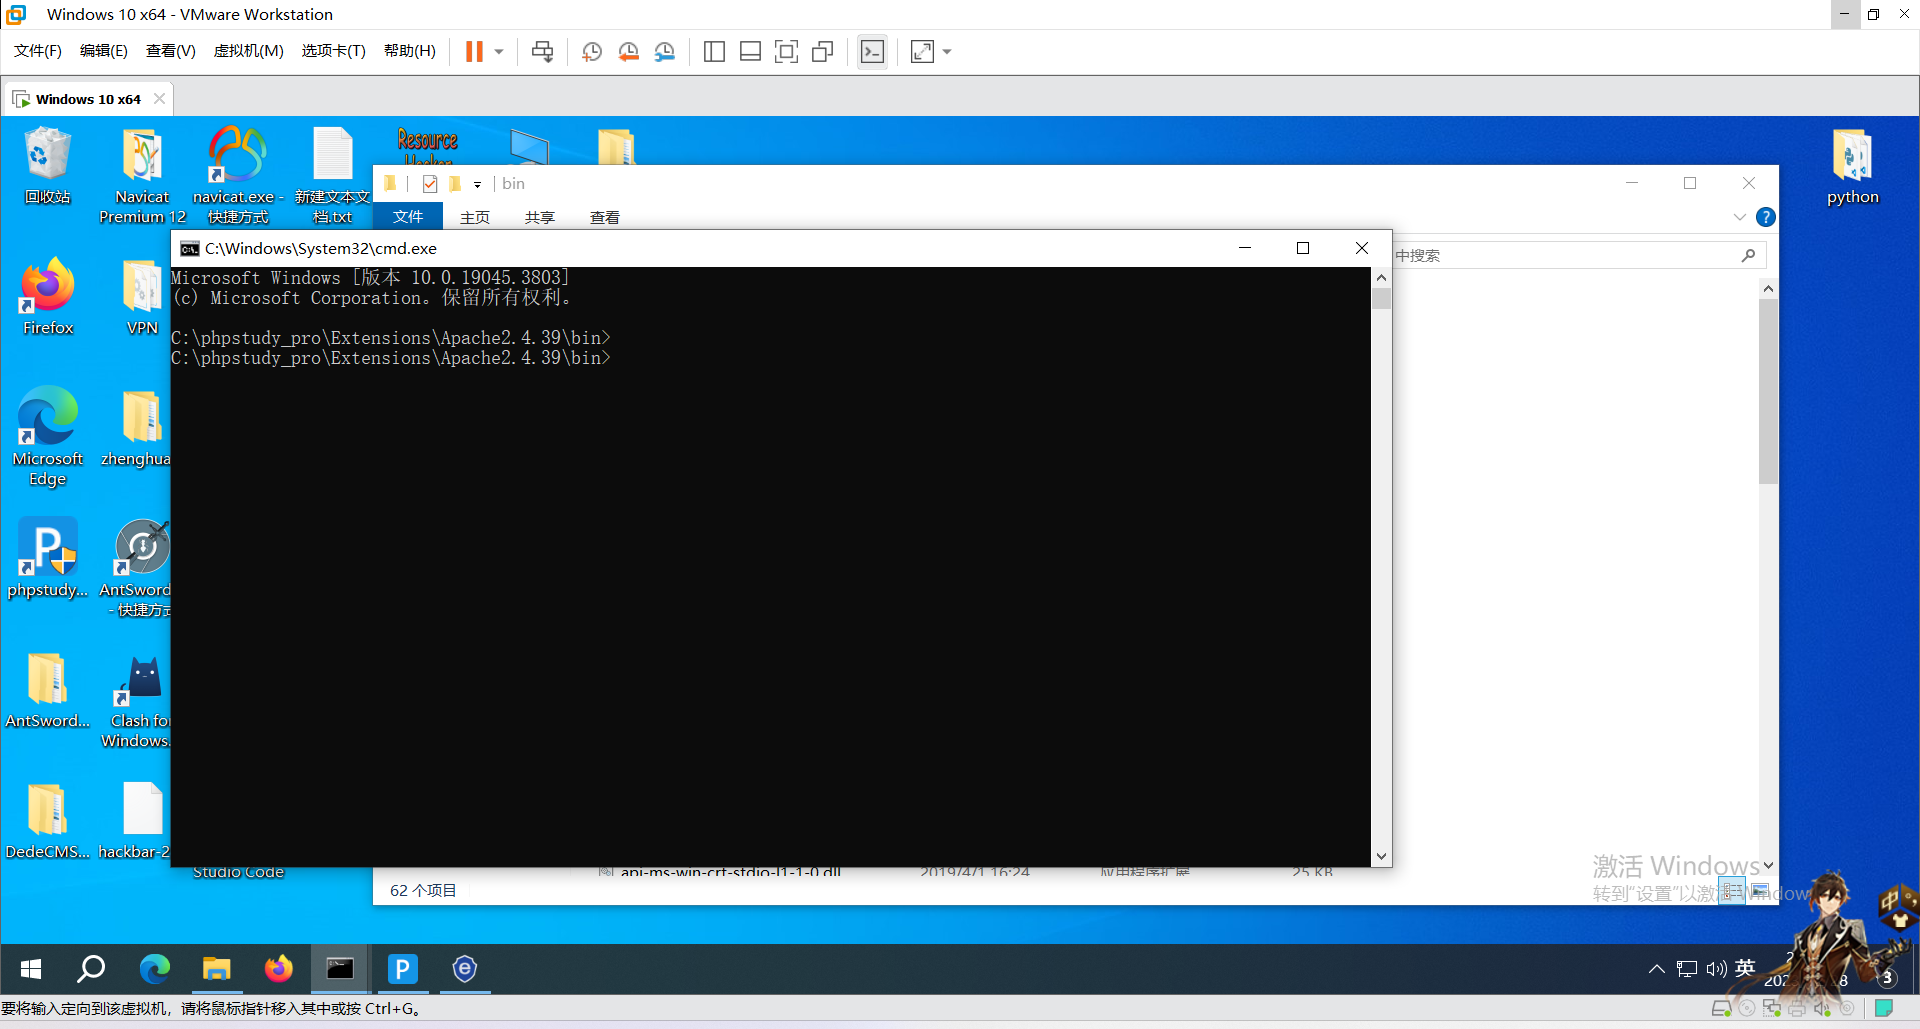 Windows 10 x64 - VMware Workstation
文件(F) 编辑(E) 查看(V) 虚拟机(M) 选项卡(T) 帮助(H)
Windows 10 x64
回收站
Navicat Premium 12
navicat.exe - 快捷方式
新建文本文档.txt
Resource
python
bin
文件 主页 共享 查看
中搜索
C:\Windows\System32\cmd.exe
Microsoft Windows [版本 10.0.19045.3803]
(c) Microsoft Corporation。保留所有权利。
C:\phpstudy_pro\Extensions\Apache2.4.39\bin>
C:\phpstudy_pro\Extensions\Apache2.4.39\bin>
Firefox
VPN
Microsoft Edge
zhenghua
phpstudy...
AntSword - 快捷方式
AntSword...
Clash for Windows.
DedeCMS...
hackbar-2
Studio Code
api-ms-win-crt-stdio-l1-1-0.dll 2019/4/1 16:24 应用程序扩展 25 KB
62 个项目
激活 Windows
转到"设置"以激活 Windows
英
3
要将输入定向到该虚拟机，请将鼠标指针移入其中或按 Ctrl+G。